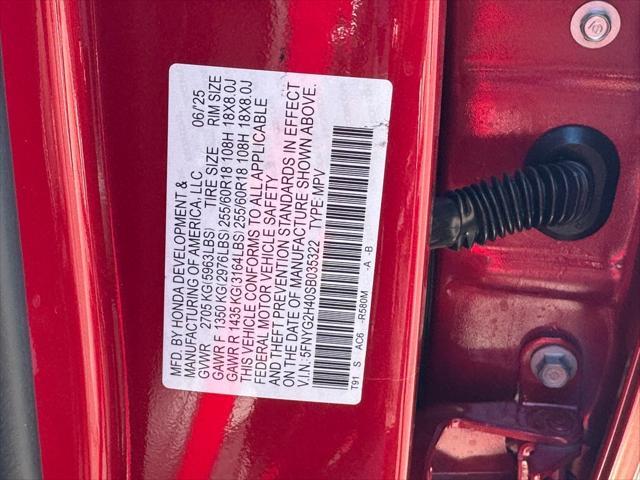 MFD. BY HONDA DEVELOPMENT &
MANUFACTURING OF AMERICA, LLC 06/25
GVWR 2705 KG(5963LBS) TIRE SIZE RIM SIZE
GAWR F 1350 KG(2976LBS) 255/60R18 108H 18X8.0J
GAWR R 1435 KG(3164LBS) 255/60R18 108H 18X8.0J
THIS VEHICLE CONFORMS TO ALL APPLICABLE
FEDERAL MOTOR VEHICLE SAFETY
AND THEFT PREVENTION STANDARDS IN EFFECT
ON THE DATE OF MANUFACTURE SHOWN ABOVE.
V.I.N: 5FNYG2H40SB035322 TYPE: MPV
T91 S AC6 -R580M -A -B